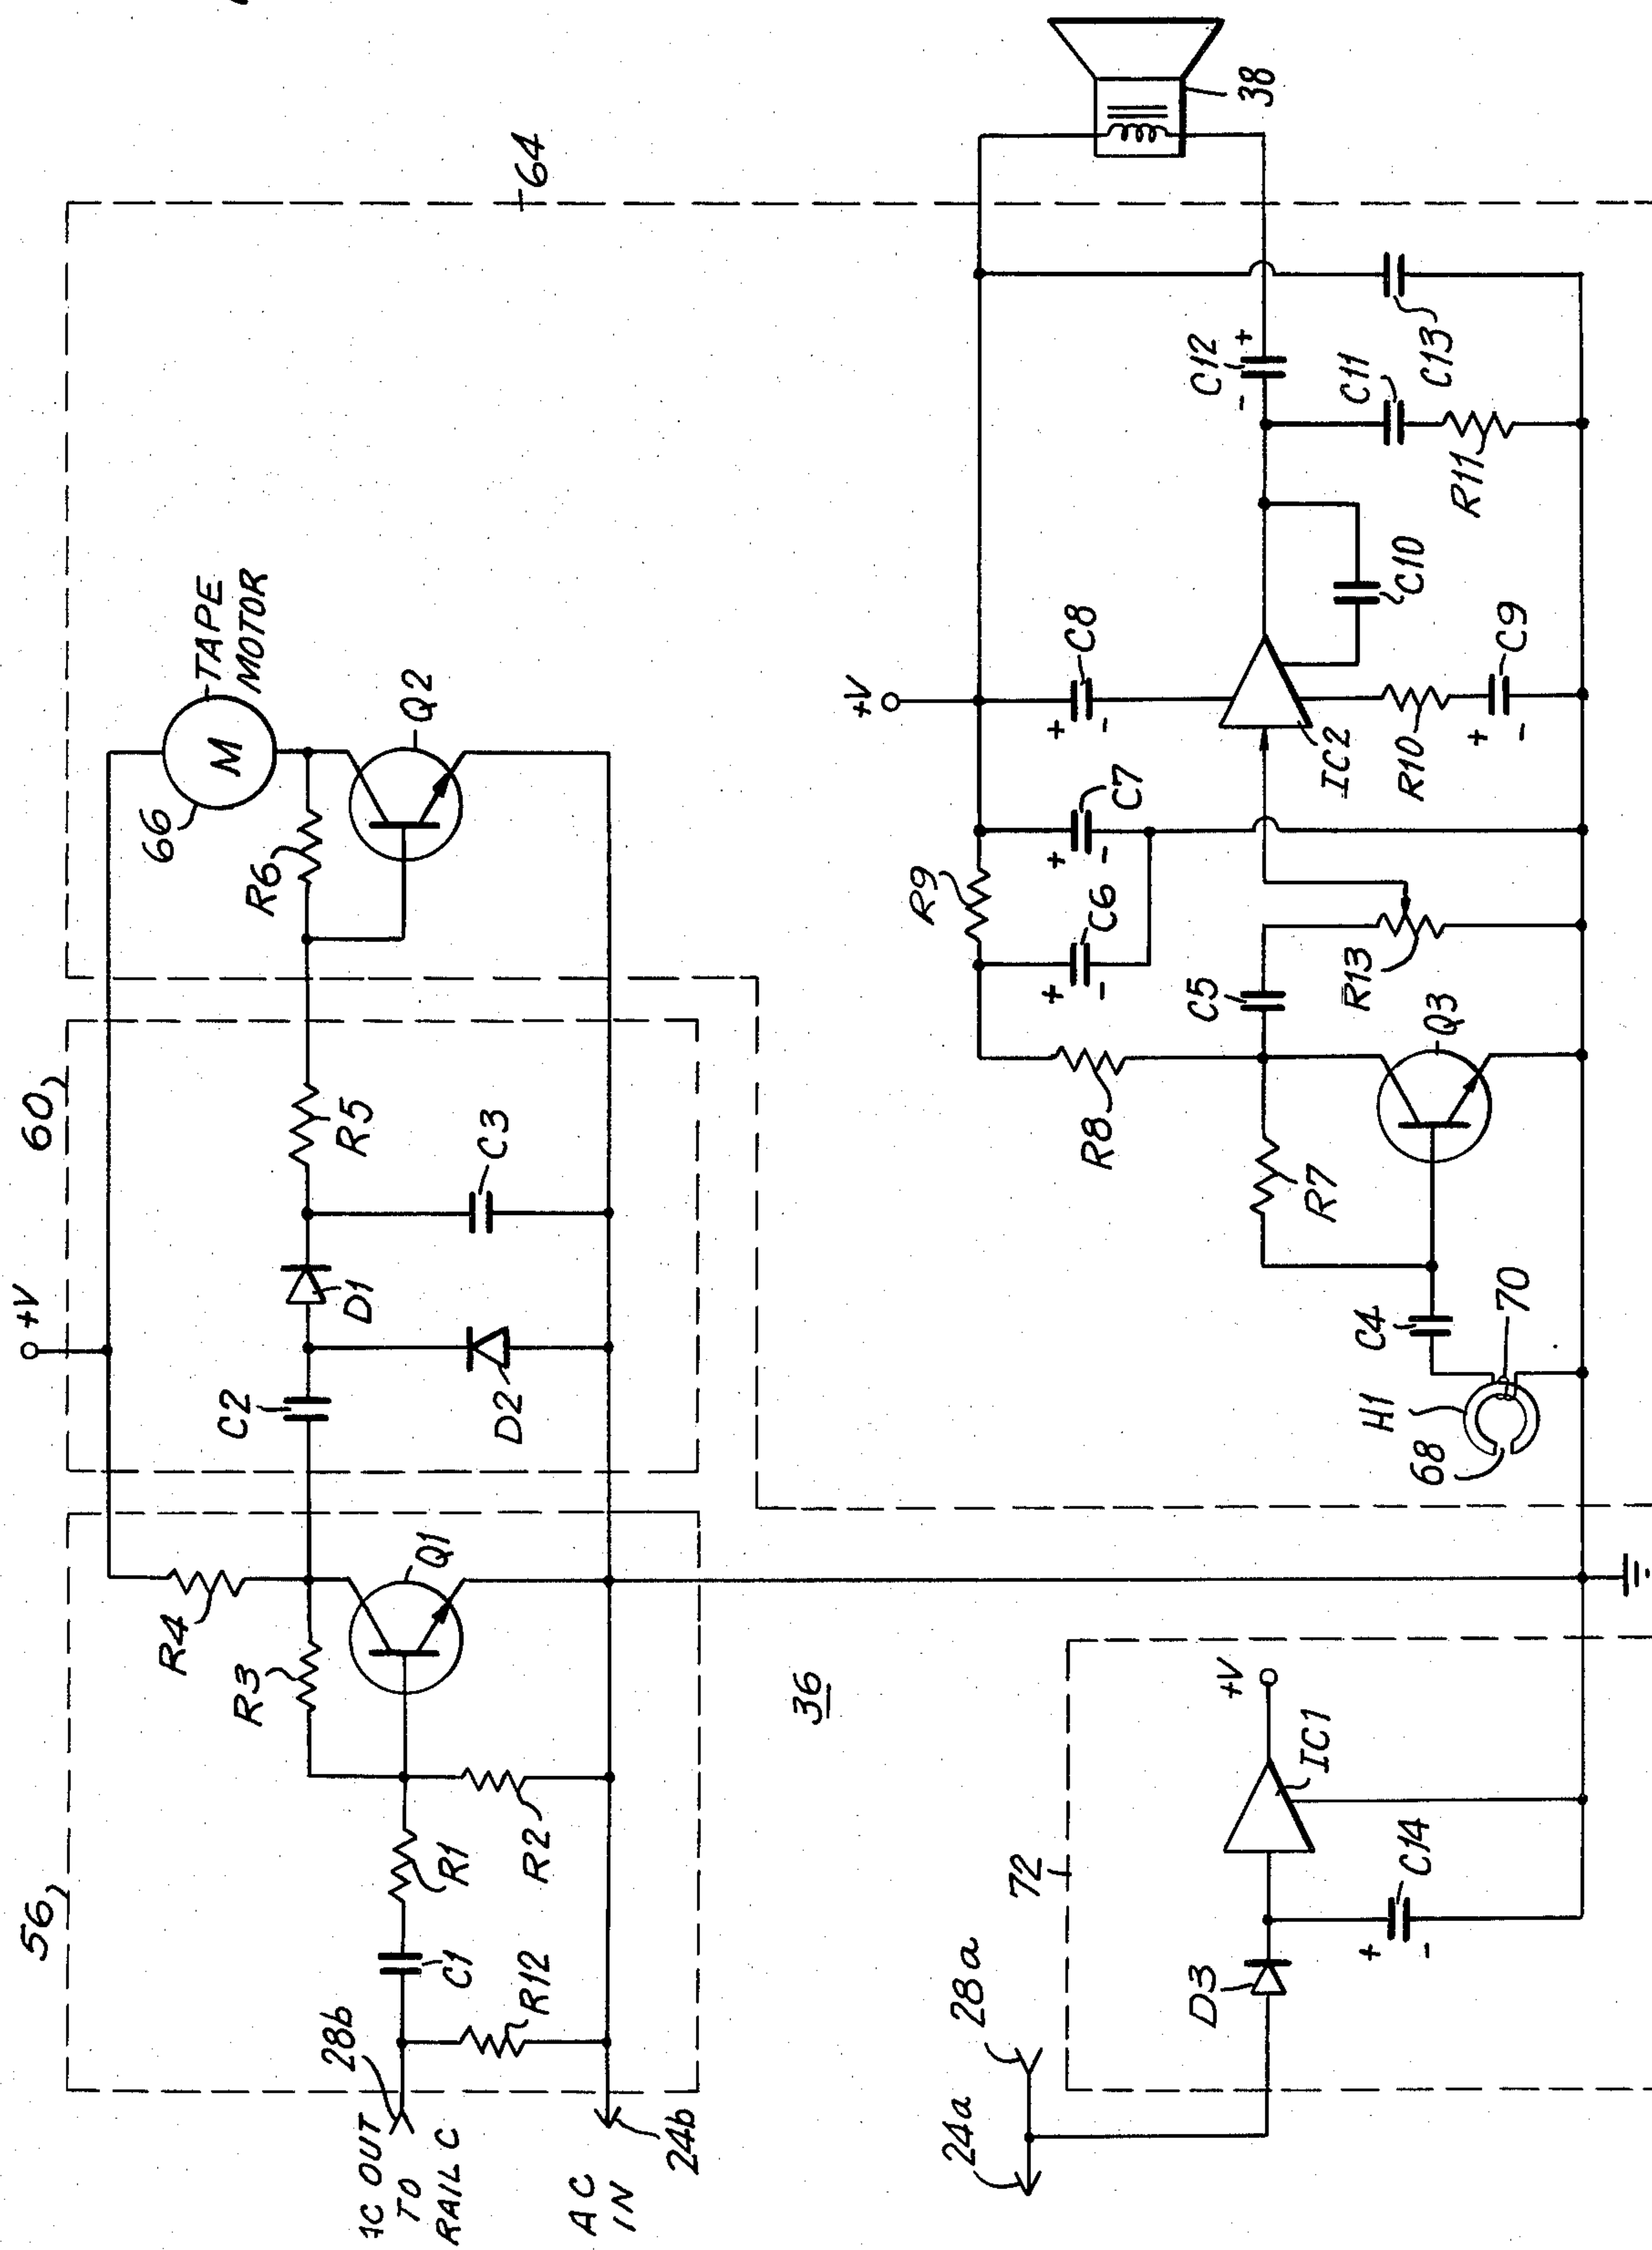 60
+V
56
64
TAPE
MOTOR
66
M
R6
Q2
R5
C3
D1
D2
C2
R4
R3
Q1
R1
R2
C1
R12
28b
AC OUT
TO
RAIL C
AC
IN
24b
36
38
+V
C8
+
-
C7
+
-
R9
C6
+
-
C5
R8
R7
Q3
R13
IC2
R10
C9
+
-
C10
C12
+
-
C11
R11
C13
C4
H1
70
68
72
+V
IC1
C14
+
-
D3
28a
24a